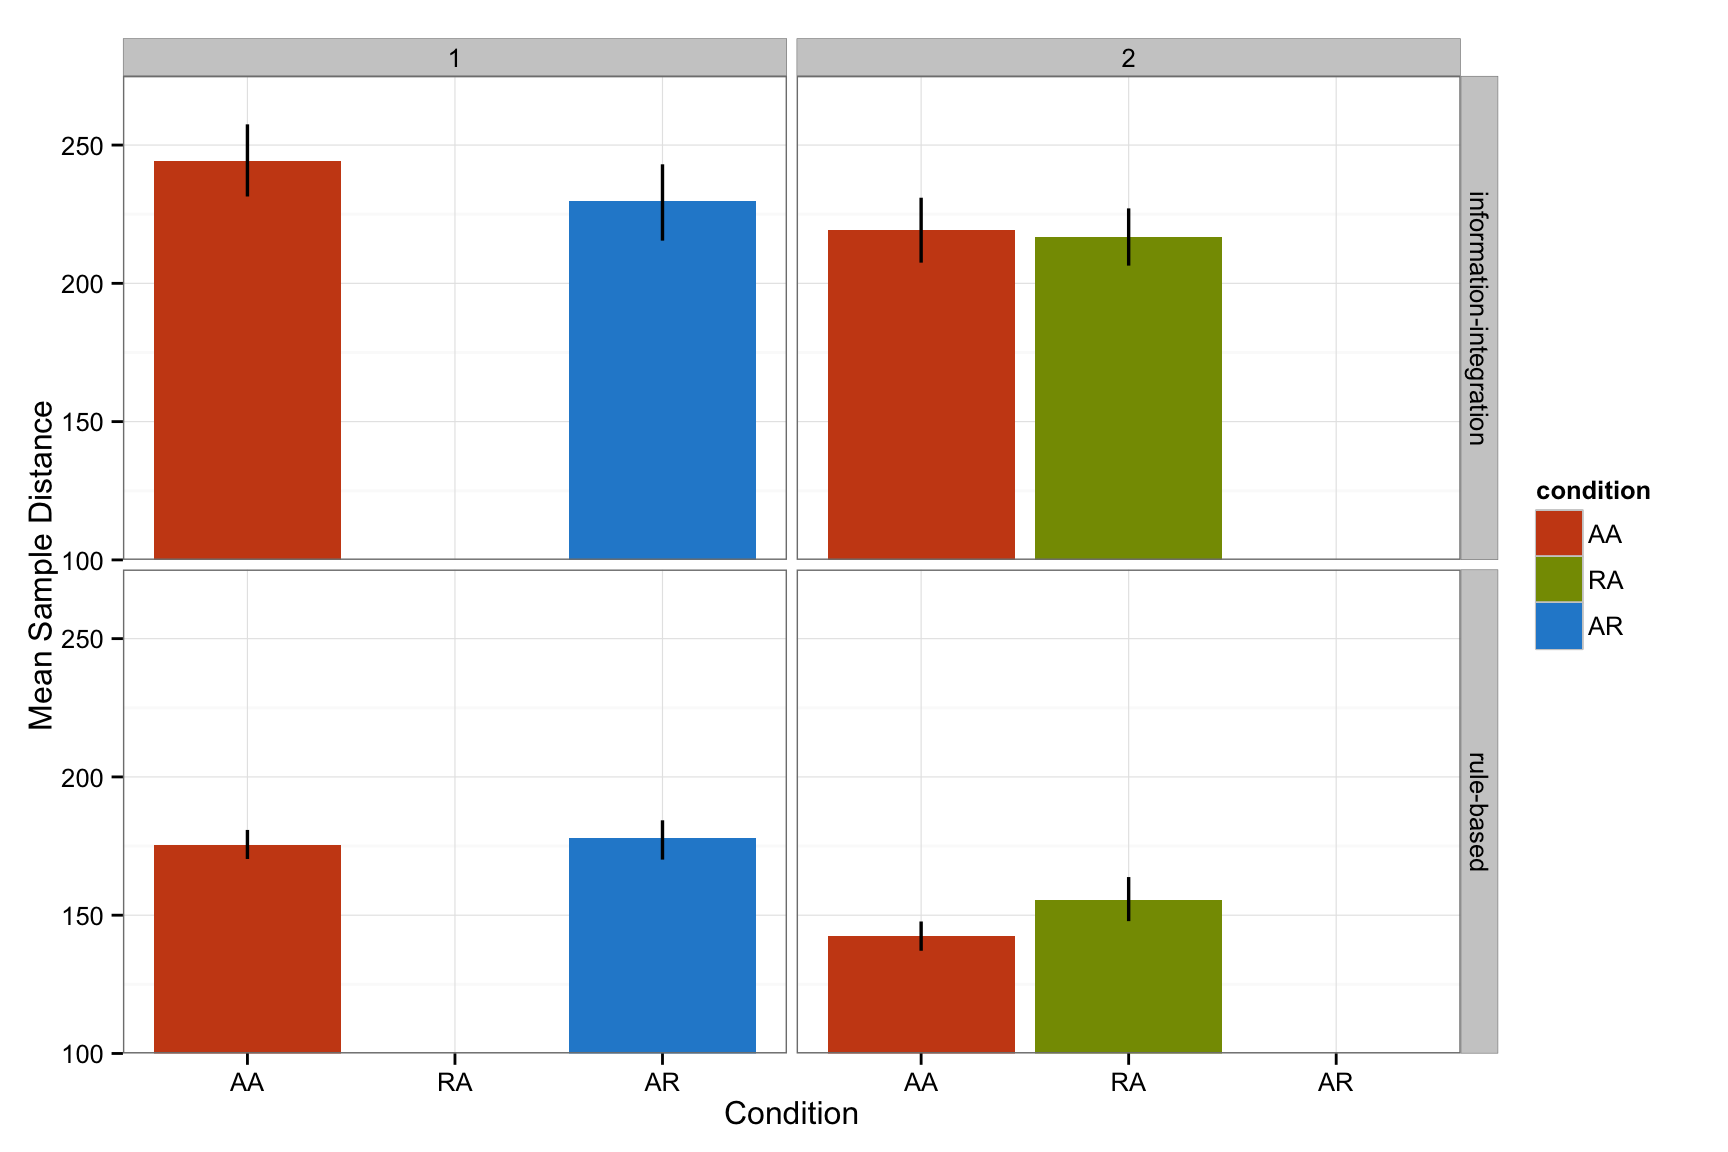 1
2
250
200
150
100
information-integration
250
200
150
100
rule-based
Mean Sample Distance
AA
RA
AR
AA
RA
AR
Condition
condition
AA
RA
AR